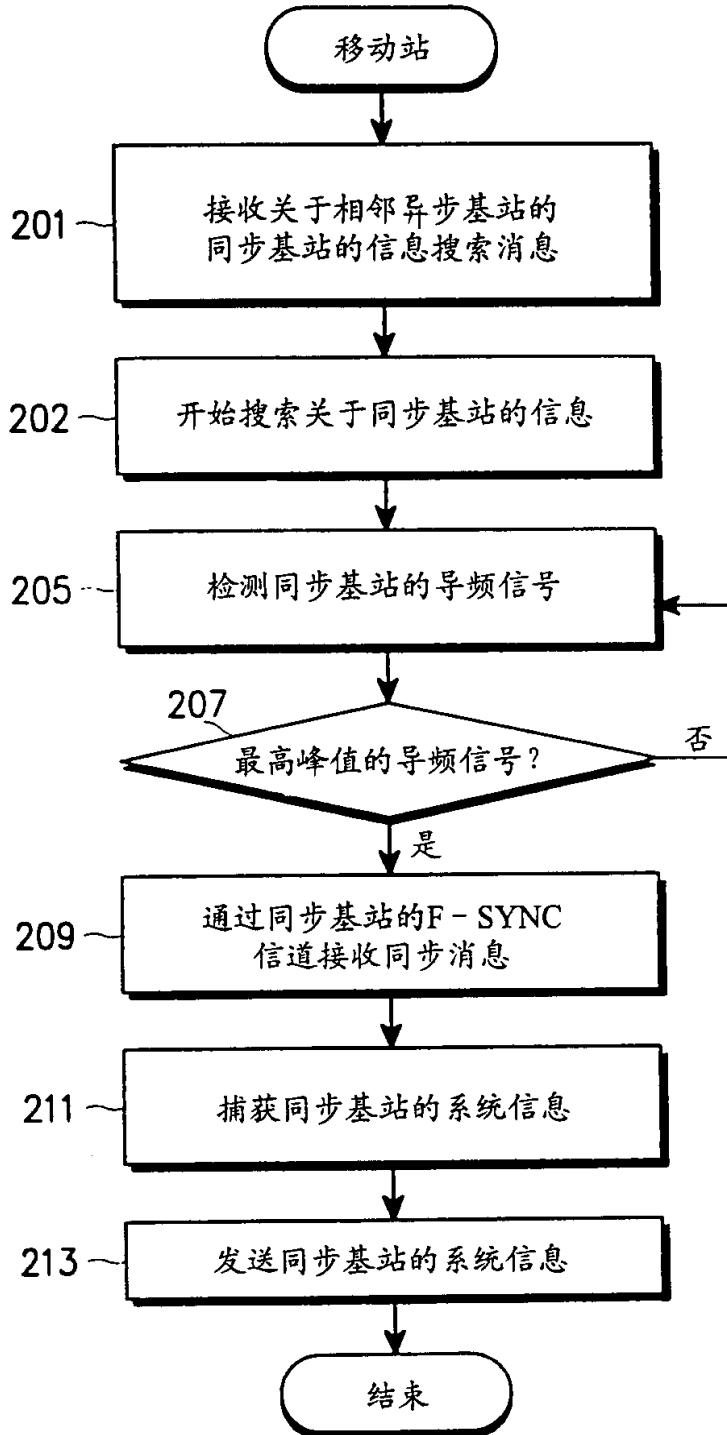 移动站
201
接收关于相邻异步基站的
同步基站的信息搜索消息
202
开始搜索关于同步基站的信息
205
检测同步基站的导频信号
207
最高峰值的导频信号?
否
是
209
通过同步基站的F-SYNC
信道接收同步消息
211
捕获同步基站的系统信息
213
发送同步基站的系统信息
结束